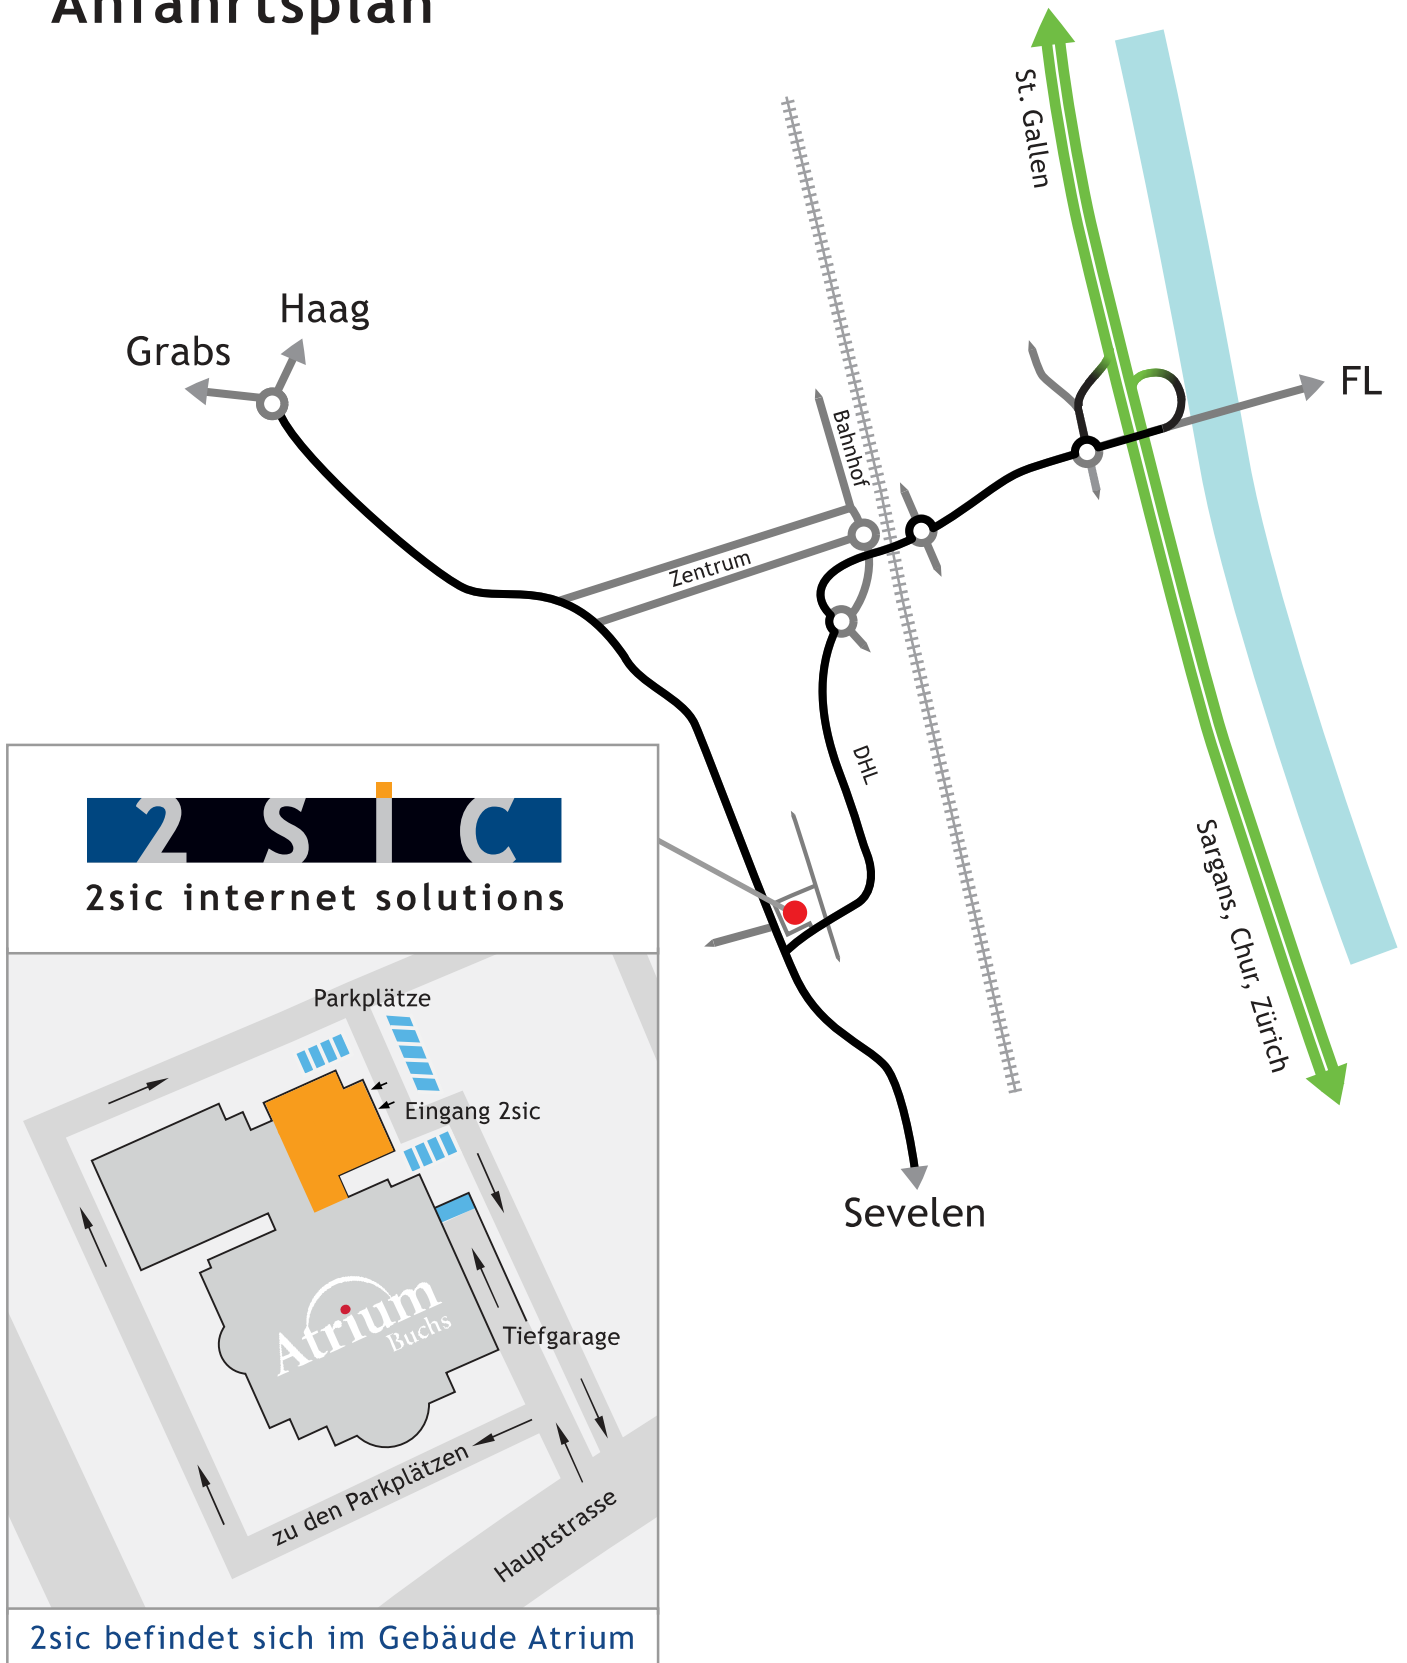 Anfahrtsplan
St. Gallen
Haag
Grabs
FL
Bahnhof
Zentrum
DHL
Sargans, Chur, Zürich
2sic
2sic internet solutions
Sevelen
Parkplätze
Eingang 2sic
Atrium
Buchs
Tiefgarage
zu den Parkplätzen
Hauptstrasse
2sic befindet sich im Gebäude Atrium